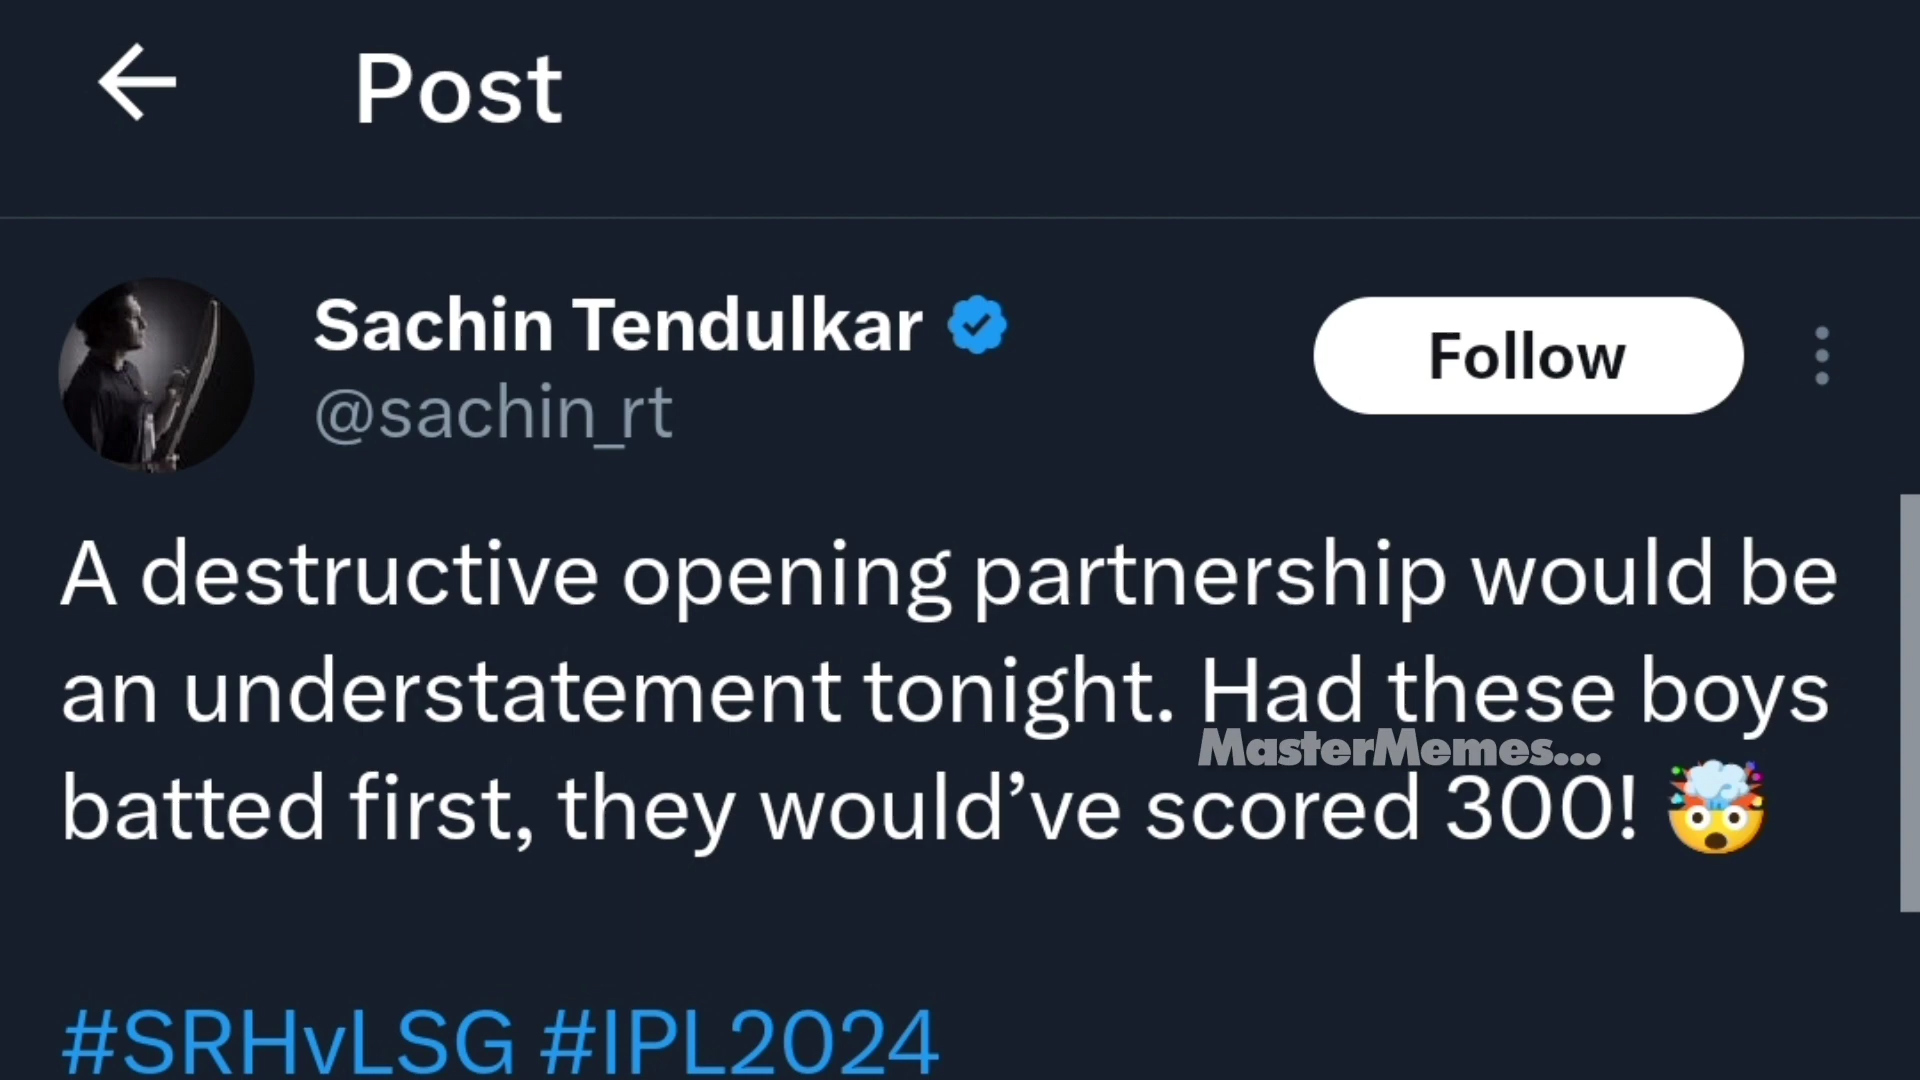 Post
Sachin Tendulkar
Follow
@sachin_rt
A destructive opening partnership would be
an understatement tonight. Had these boys
MasterMemes...
batted first, they would’ve scored 300! 🤯
#SRHvLSG #IPL2024